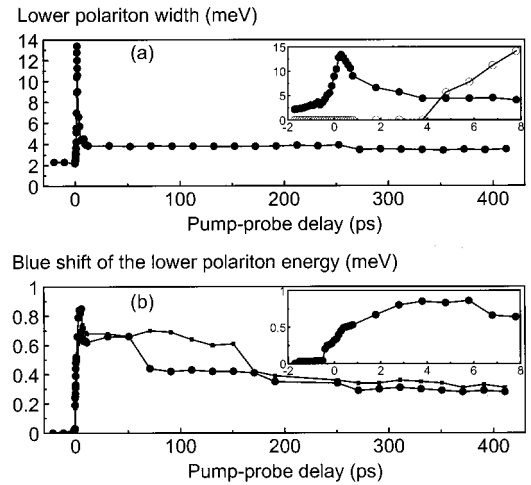 Lower polariton width (meV)
14
12
10
8
6
4
2
0
(a)
15
10
5
0
-2 0 2 4 6 8
0 100 200 300 400
Pump-probe delay (ps)
Blue shift of the lower polariton energy (meV)
1
0.8
0.6
0.4
0.2
0
(b)
1
0.5
0
-2 0 2 4 6 8
0 100 200 300 400
Pump-probe delay (ps)